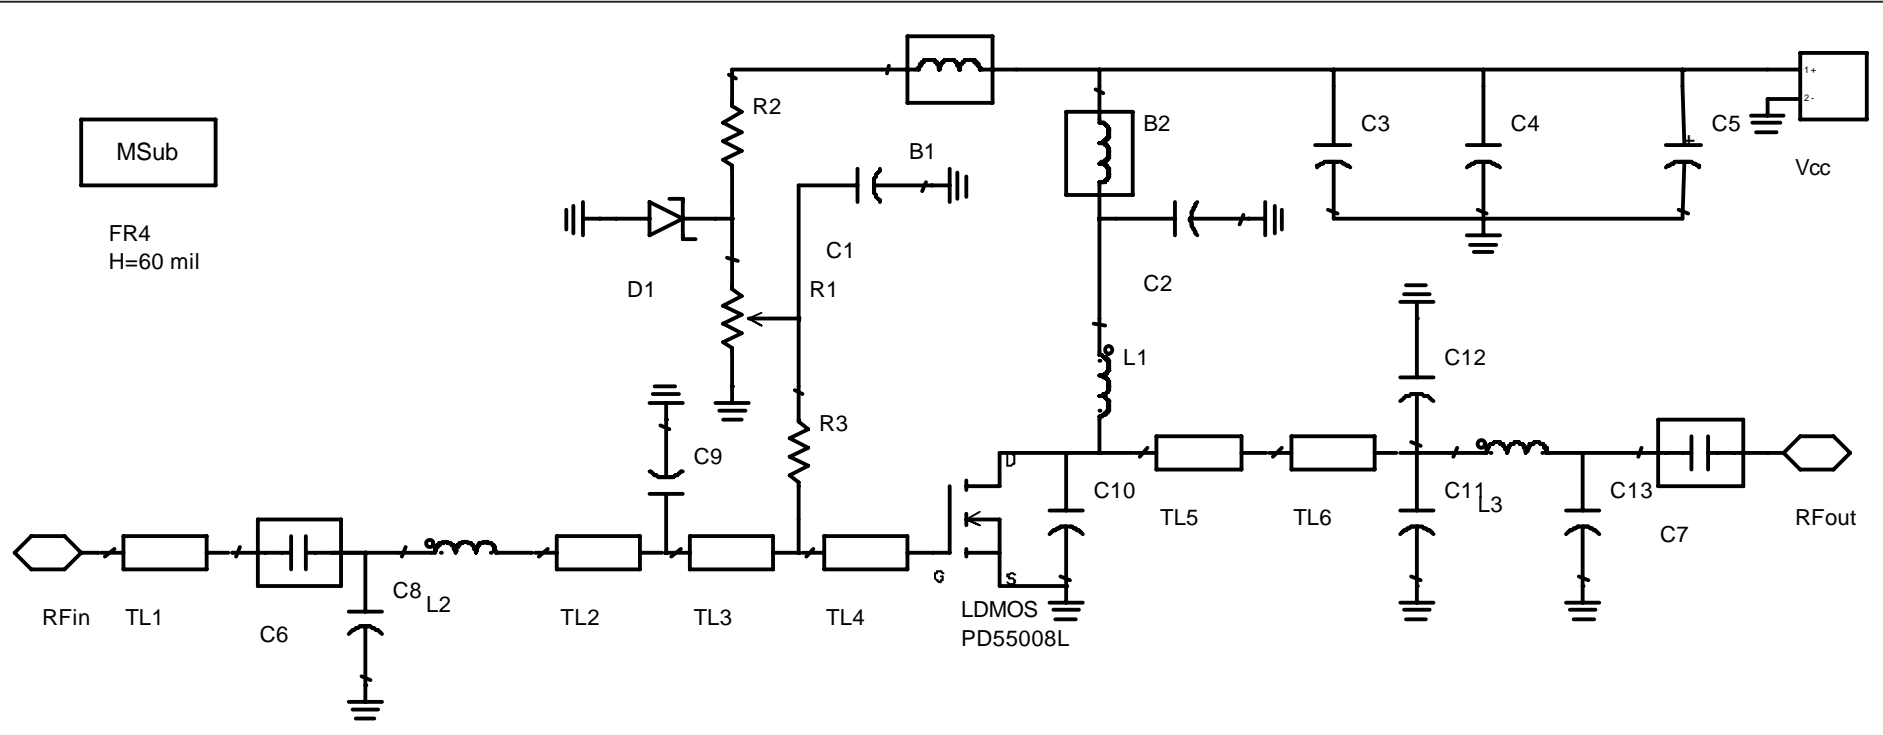 1+
R2
B2
C3
C4
C5
+
2-
MSub
B1
Vcc
FR4
H=60 mil
C1
D1
R1
C2
L1
C12
R3
C9
D
C10
C11
L3
C13
TL5
TL6
RFout
C7
G
S
C8
L2
RFin
TL1
C6
TL2
TL3
TL4
LDMOS
PD55008L